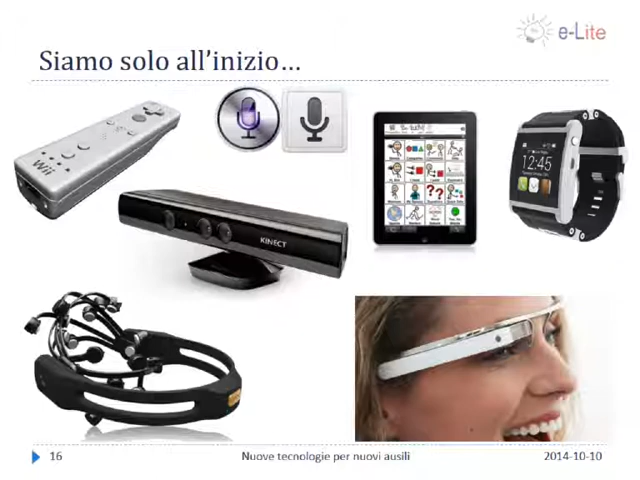 e-Lite
Siamo solo all'inizio…
Wii
KINECT
12:45
16
Nuove tecnologie per nuovi ausili
2014-10-10